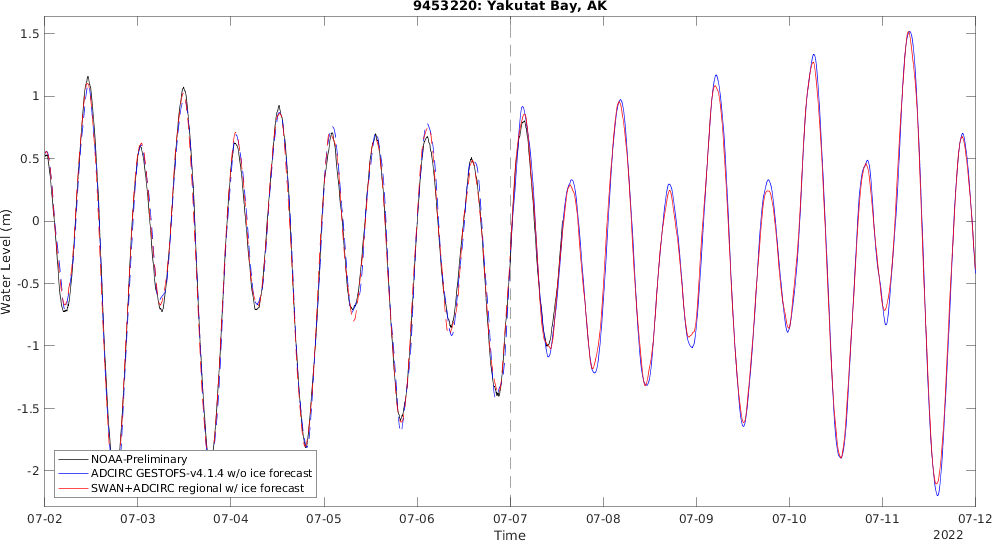 9453220: Yakutat Bay, AK
Water Level (m)
1.5
1
0.5
0
-0.5
-1
-1.5
-2
NOAA-Preliminary
ADCIRC GESTOFS-v4.1.4 w/o ice forecast
SWAN+ADCIRC regional w/ ice forecast
07-02 07-03 07-04 07-05 07-06 07-07 07-08 07-09 07-10 07-11 07-12
Time
2022